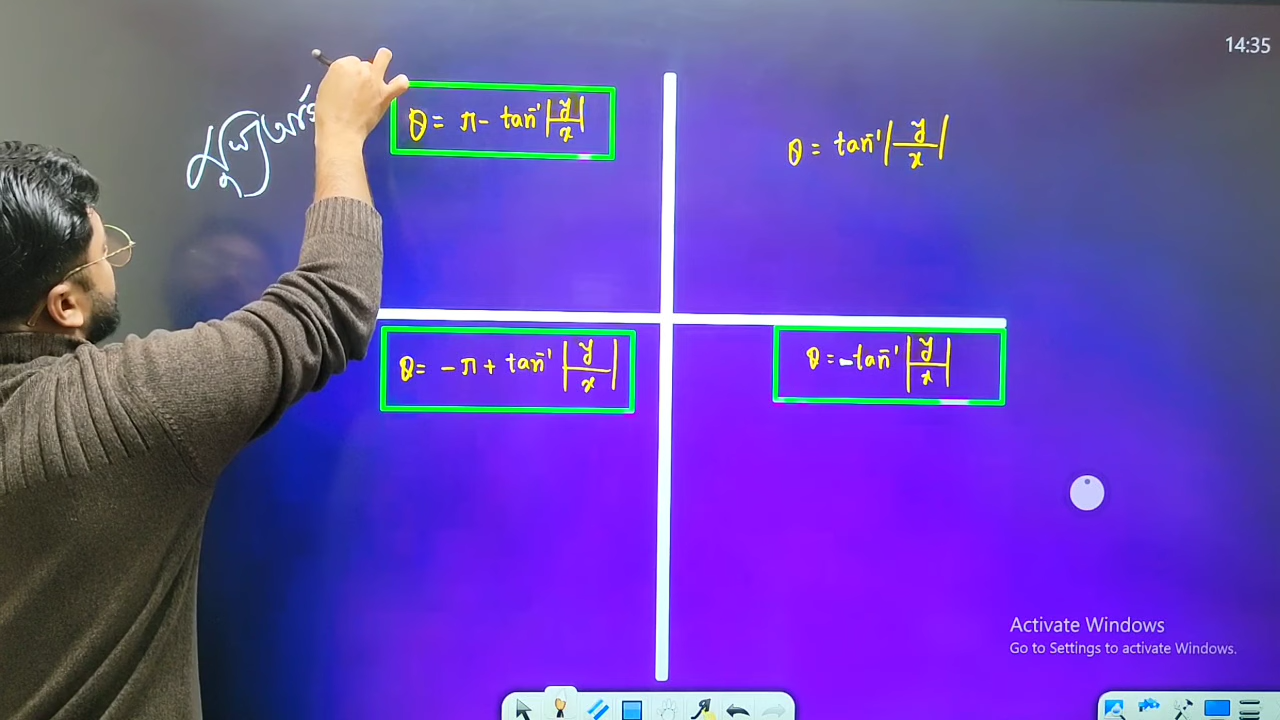 14:35
θ = π - tan⁻¹ |y/x|
θ = tan⁻¹ |y/x|
θ = -π + tan⁻¹ |y/x|
θ = -tan⁻¹ |y/x|
Activate Windows
Go to Settings to activate Windows.